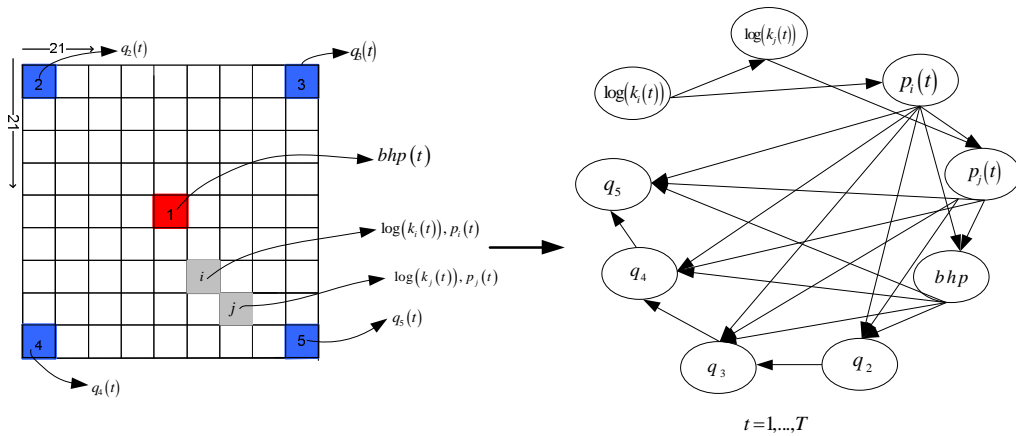 21
q₂(t)
q₃(t)
21
2
3
bhp(t)
1
log(kᵢ(t)), pᵢ(t)
i
log(kⱼ(t)), pⱼ(t)
j
q₅(t)
4
5
q₄(t)
log(kⱼ(t))
log(kᵢ(t))
pᵢ(t)
pⱼ(t)
q₅
q₄
bhp
q₃
q₂
t=1,...,T